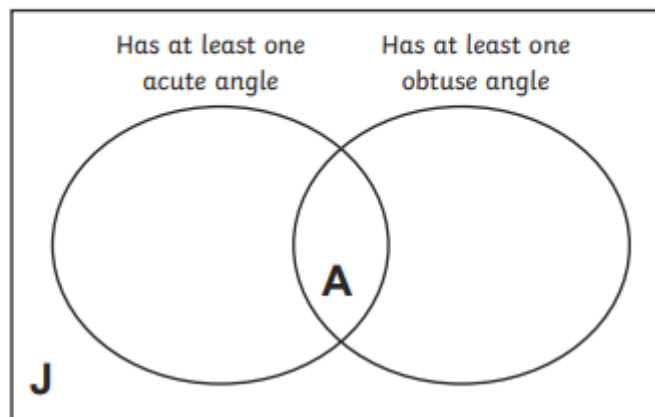 Has at least one
acute angle
Has at least one
obtuse angle
A
J